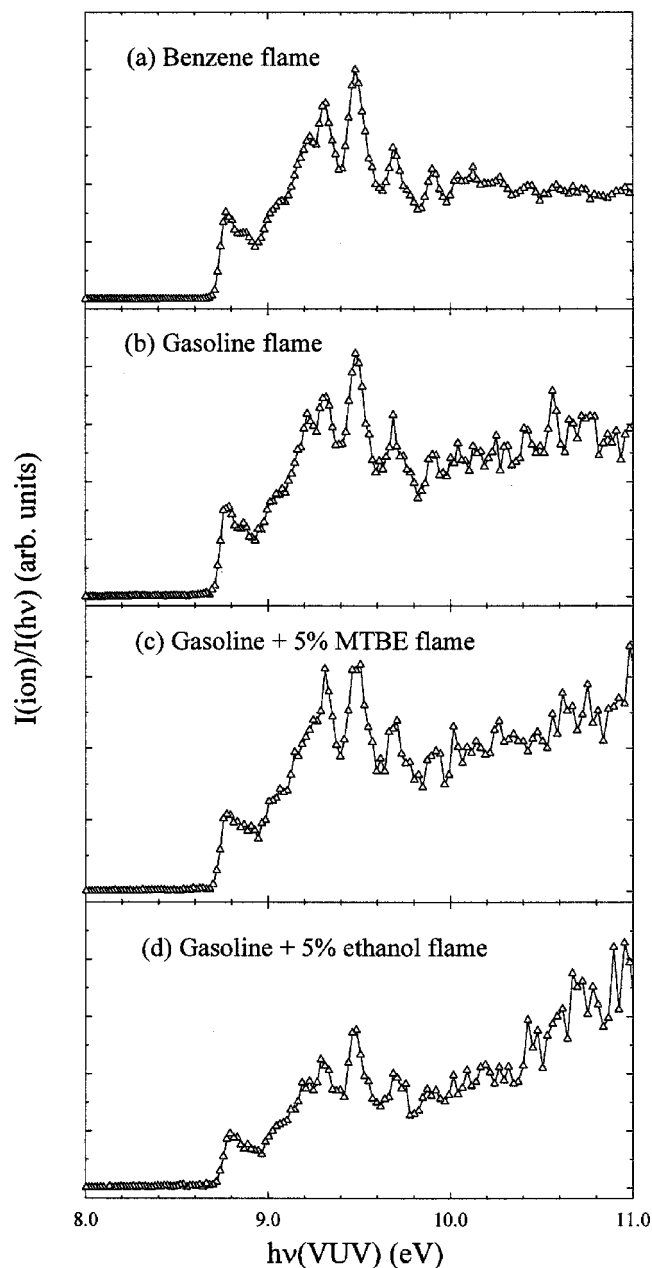 (a) Benzene flame
(b) Gasoline flame
(c) Gasoline + 5% MTBE flame
(d) Gasoline + 5% ethanol flame
I(ion)/I(hν) (arb. units)
8.0 9.0 10.0 11.0
hν(VUV) (eV)